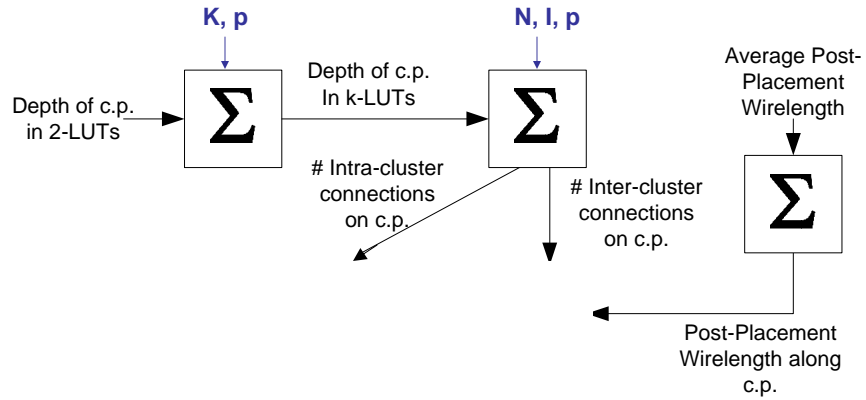 K, p
N, I, p
Depth of c.p.
in 2-LUTs
Σ
Depth of c.p.
In k-LUTs
Σ
Average Post-
Placement
Wirelength
# Intra-cluster
connections
on c.p.
# Inter-cluster
connections
on c.p.
Σ
Post-Placement
Wirelength along
c.p.